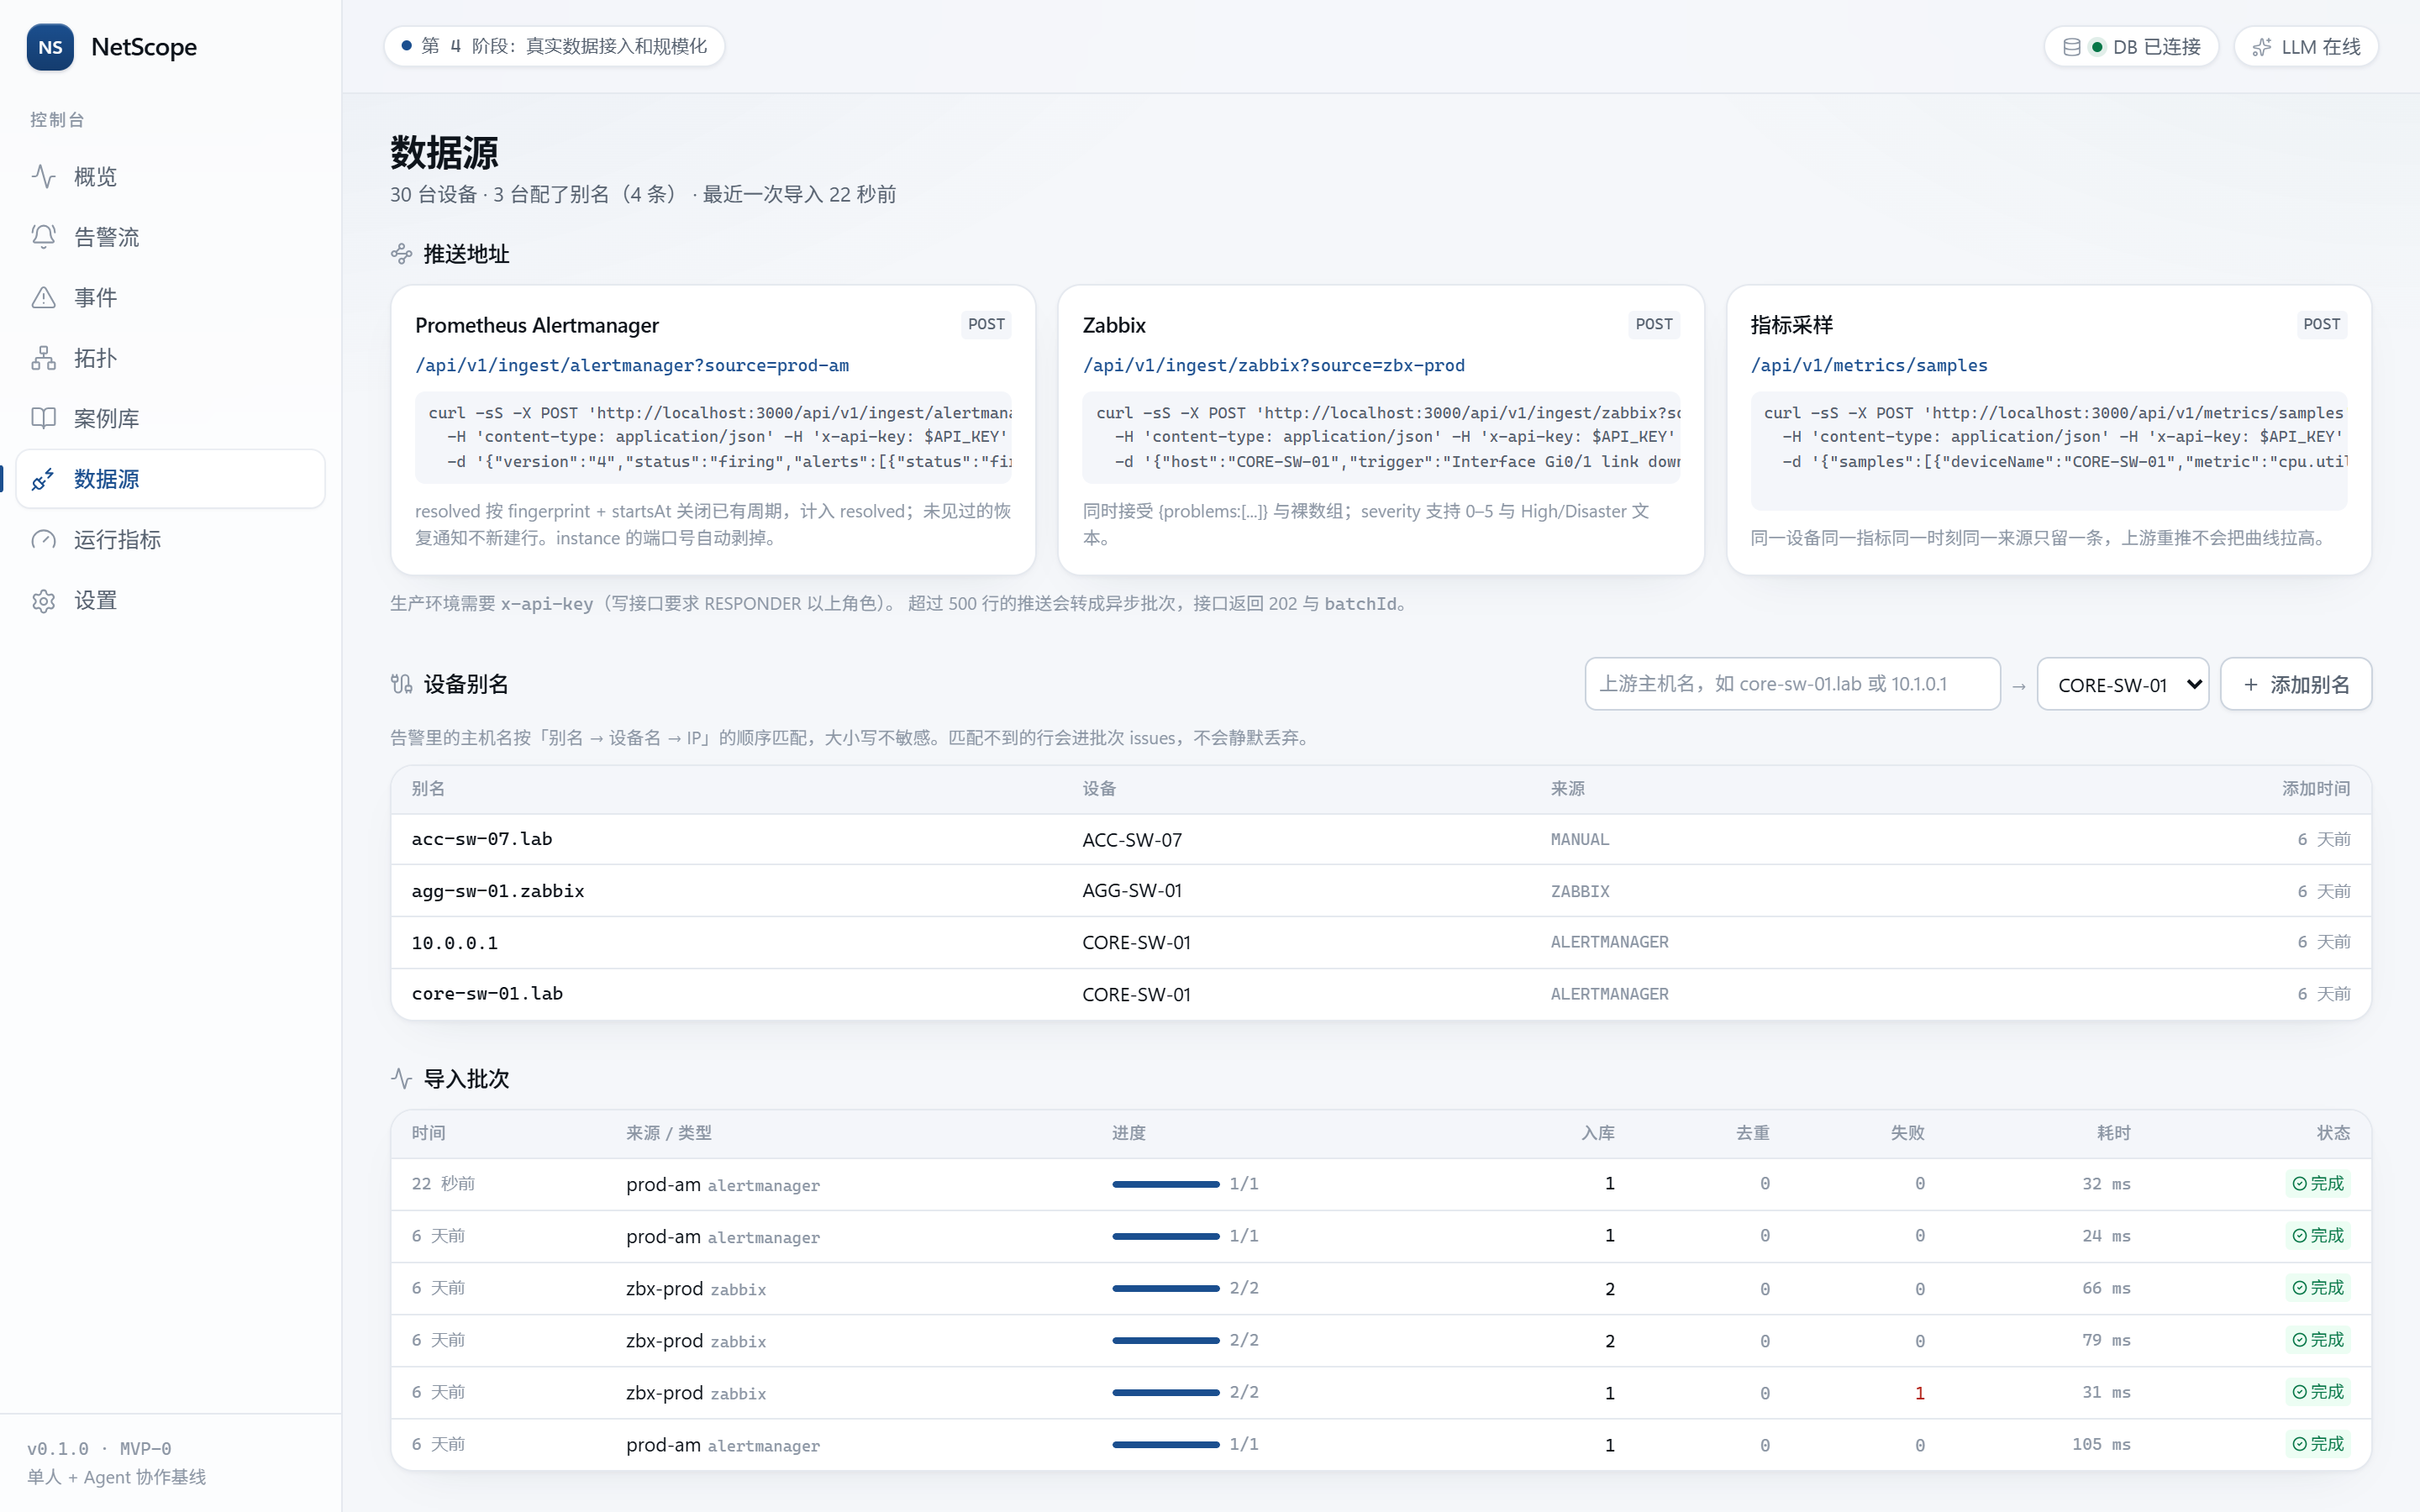 NS NetScope
第 4 阶段：真实数据接入和规模化
DB 已连接
LLM 在线
控制台
概览
告警流
事件
拓扑
案例库
数据源
运行指标
设置
v0.1.0 · MVP-0
单人 + Agent 协作基线
数据源
30 台设备 · 3 台配了别名（4 条） · 最近一次导入 22 秒前
推送地址
Prometheus Alertmanager POST
/api/v1/ingest/alertmanager?source=prod-am
curl -sS -X POST 'http://localhost:3000/api/v1/ingest/alertmana
-H 'content-type: application/json' -H 'x-api-key: $API_KEY'
-d '{"version":"4","status":"firing","alerts":[{"status":"fi
resolved 按 fingerprint + startsAt 关闭已有周期，计入 resolved；未见过的恢
复通知不新建行。instance 的端口号自动剥掉。
Zabbix POST
/api/v1/ingest/zabbix?source=zbx-prod
curl -sS -X POST 'http://localhost:3000/api/v1/ingest/zabbix?so
-H 'content-type: application/json' -H 'x-api-key: $API_KEY'
-d '{"host":"CORE-SW-01","trigger":"Interface Gi0/1 link down
同时接受 {problems:[...]} 与裸数组；severity 支持 0–5 与 High/Disaster 文
本。
指标采样 POST
/api/v1/metrics/samples
curl -sS -X POST 'http://localhost:3000/api/v1/metrics/samples
-H 'content-type: application/json' -H 'x-api-key: $API_KEY'
-d '{"samples":[{"deviceName":"CORE-SW-01","metric":"cpu.util
同一设备同一指标同一时刻同一来源只留一条，上游重推不会把曲线拉高。
生产环境需要 x-api-key（写接口要求 RESPONDER 以上角色）。 超过 500 行的推送会转成异步批次，接口返回 202 与 batchId。
设备别名
上游主机名，如 core-sw-01.lab 或 10.1.0.1 → CORE-SW-01 + 添加别名
告警里的主机名按「别名 → 设备名 → IP」的顺序匹配，大小写不敏感。匹配不到的行会进批次 issues，不会静默丢弃。
别名 设备 来源 添加时间
acc-sw-07.lab ACC-SW-07 MANUAL 6 天前
agg-sw-01.zabbix AGG-SW-01 ZABBIX 6 天前
10.0.0.1 CORE-SW-01 ALERTMANAGER 6 天前
core-sw-01.lab CORE-SW-01 ALERTMANAGER 6 天前
导入批次
时间 来源 / 类型 进度 入库 去重 失败 耗时 状态
22 秒前 prod-am alertmanager 1/1 1 0 0 32 ms 完成
6 天前 prod-am alertmanager 1/1 1 0 0 24 ms 完成
6 天前 zbx-prod zabbix 2/2 2 0 0 66 ms 完成
6 天前 zbx-prod zabbix 2/2 2 0 0 79 ms 完成
6 天前 zbx-prod zabbix 2/2 1 0 1 31 ms 完成
6 天前 prod-am alertmanager 1/1 1 0 0 105 ms 完成